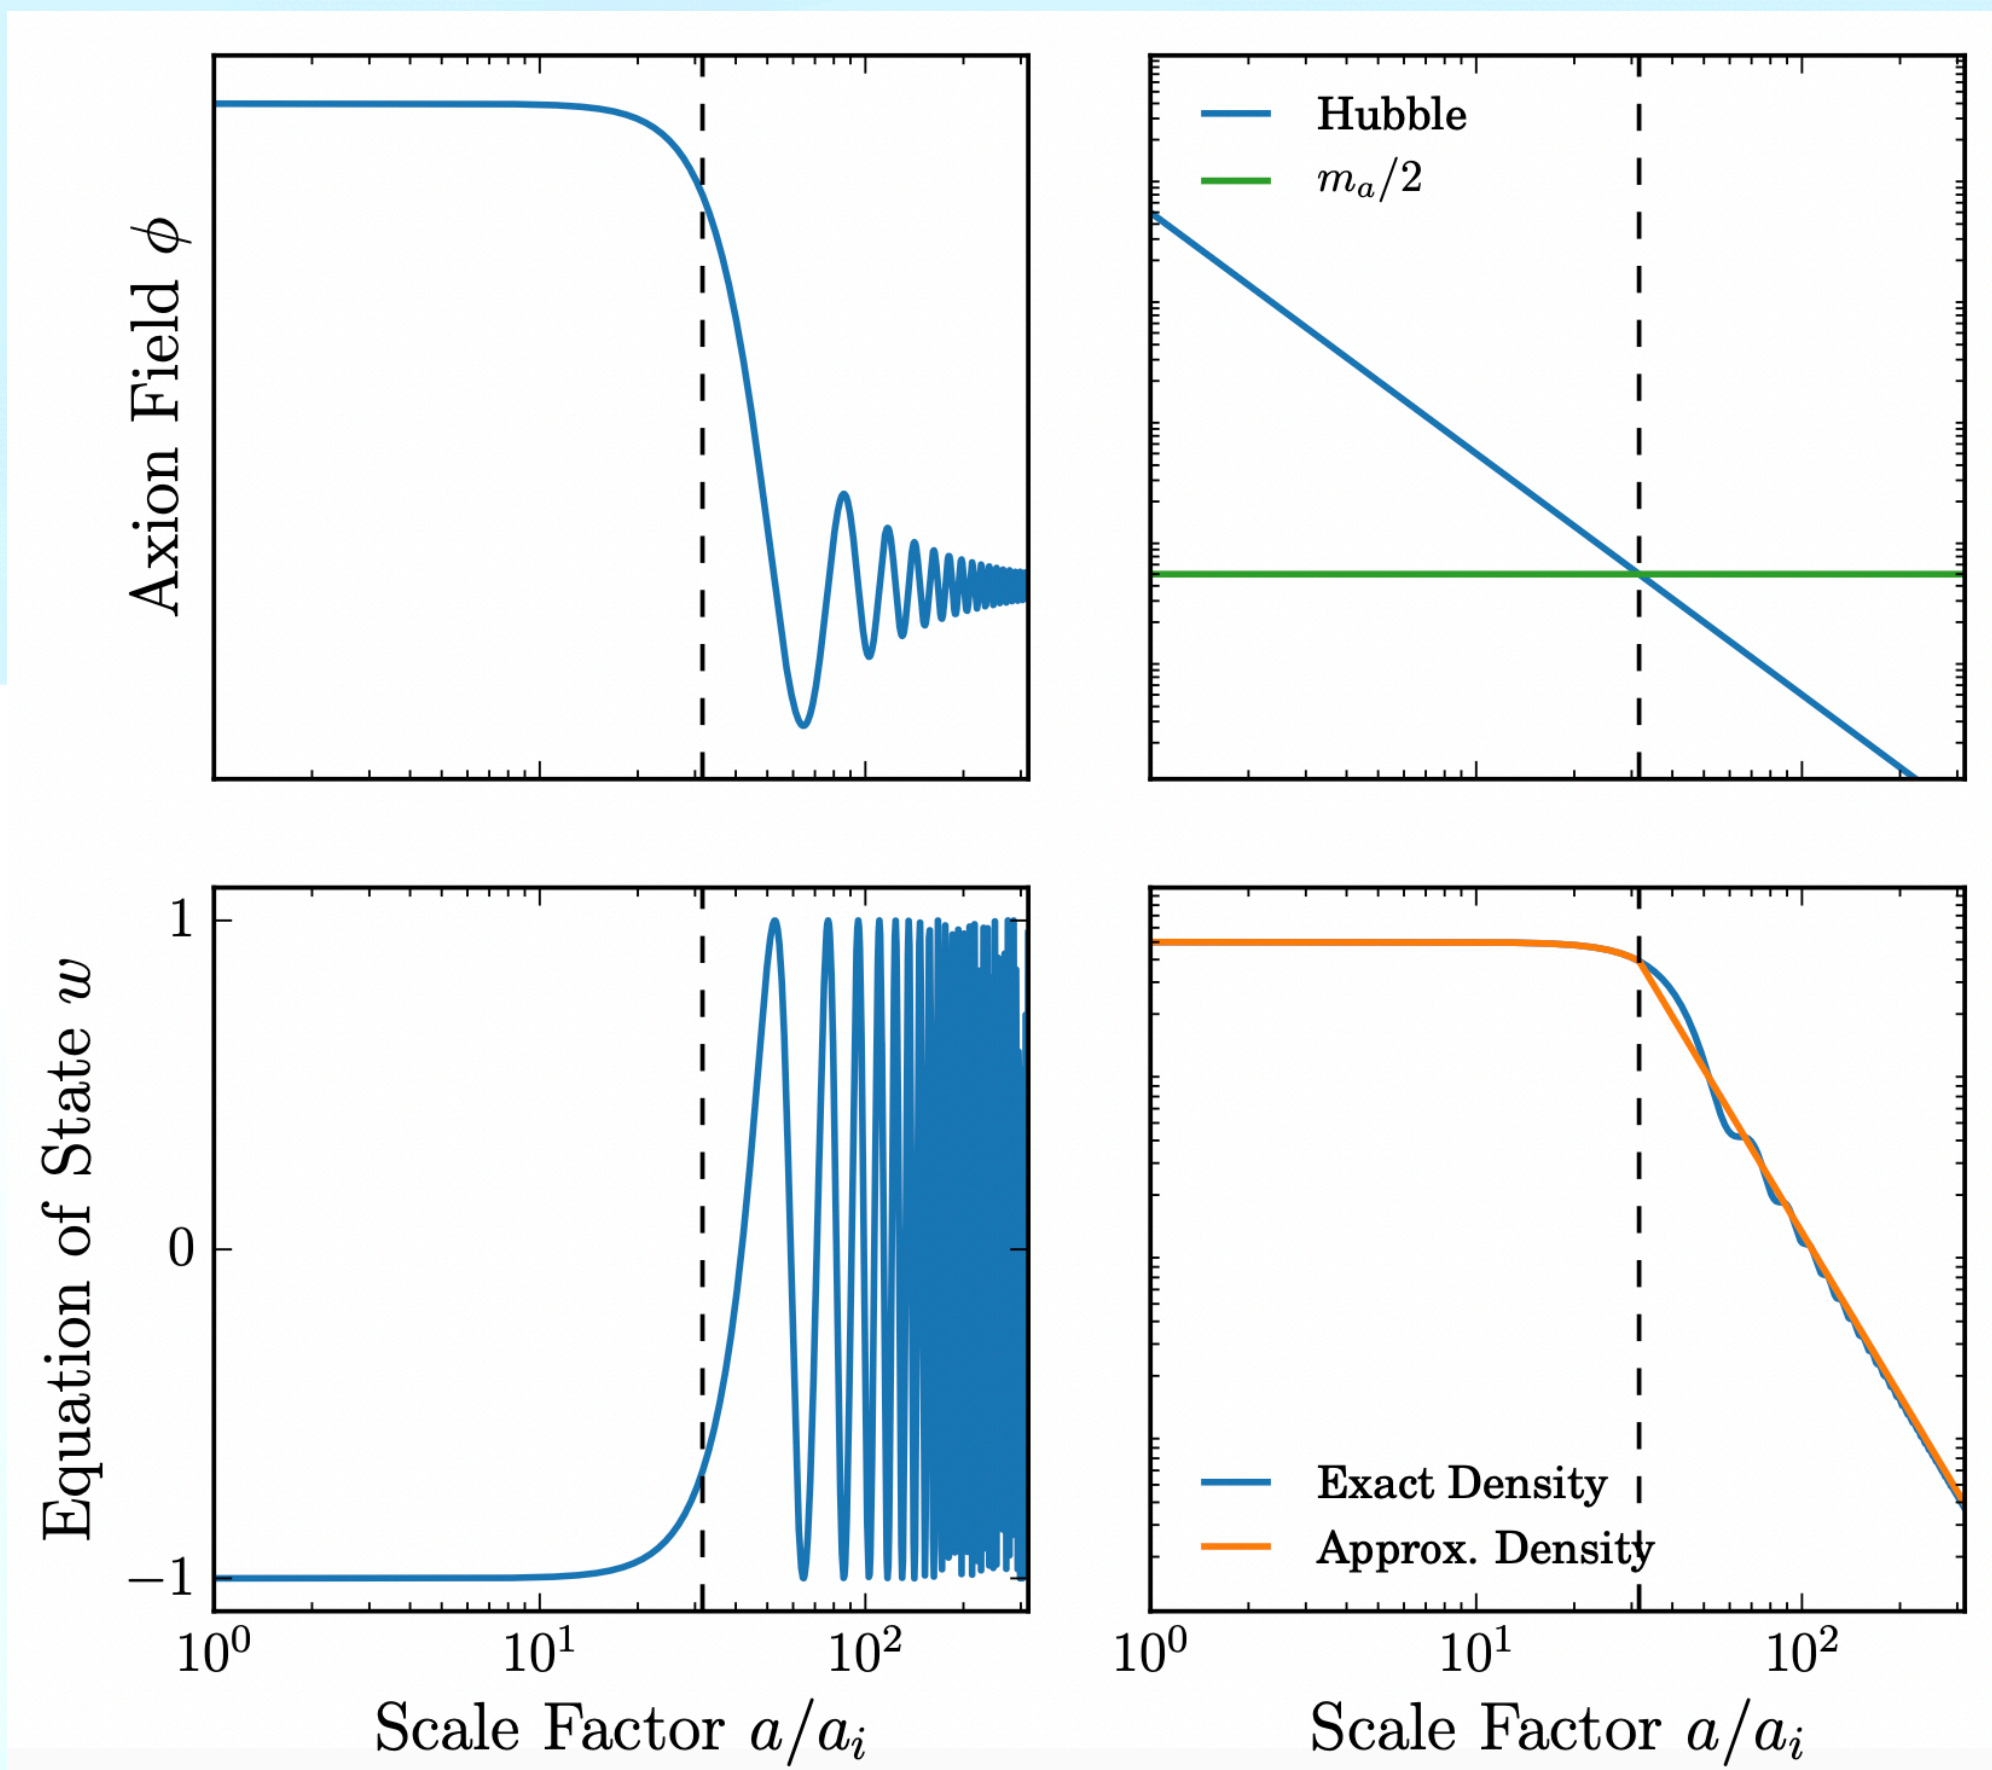 Axion Field ϕ
Hubble
mₐ/2
Equation of State w
1
0
−1
10⁰
10¹
10²
Scale Factor a/aᵢ
Exact Density
Approx. Density
10⁰
10¹
10²
Scale Factor a/aᵢ